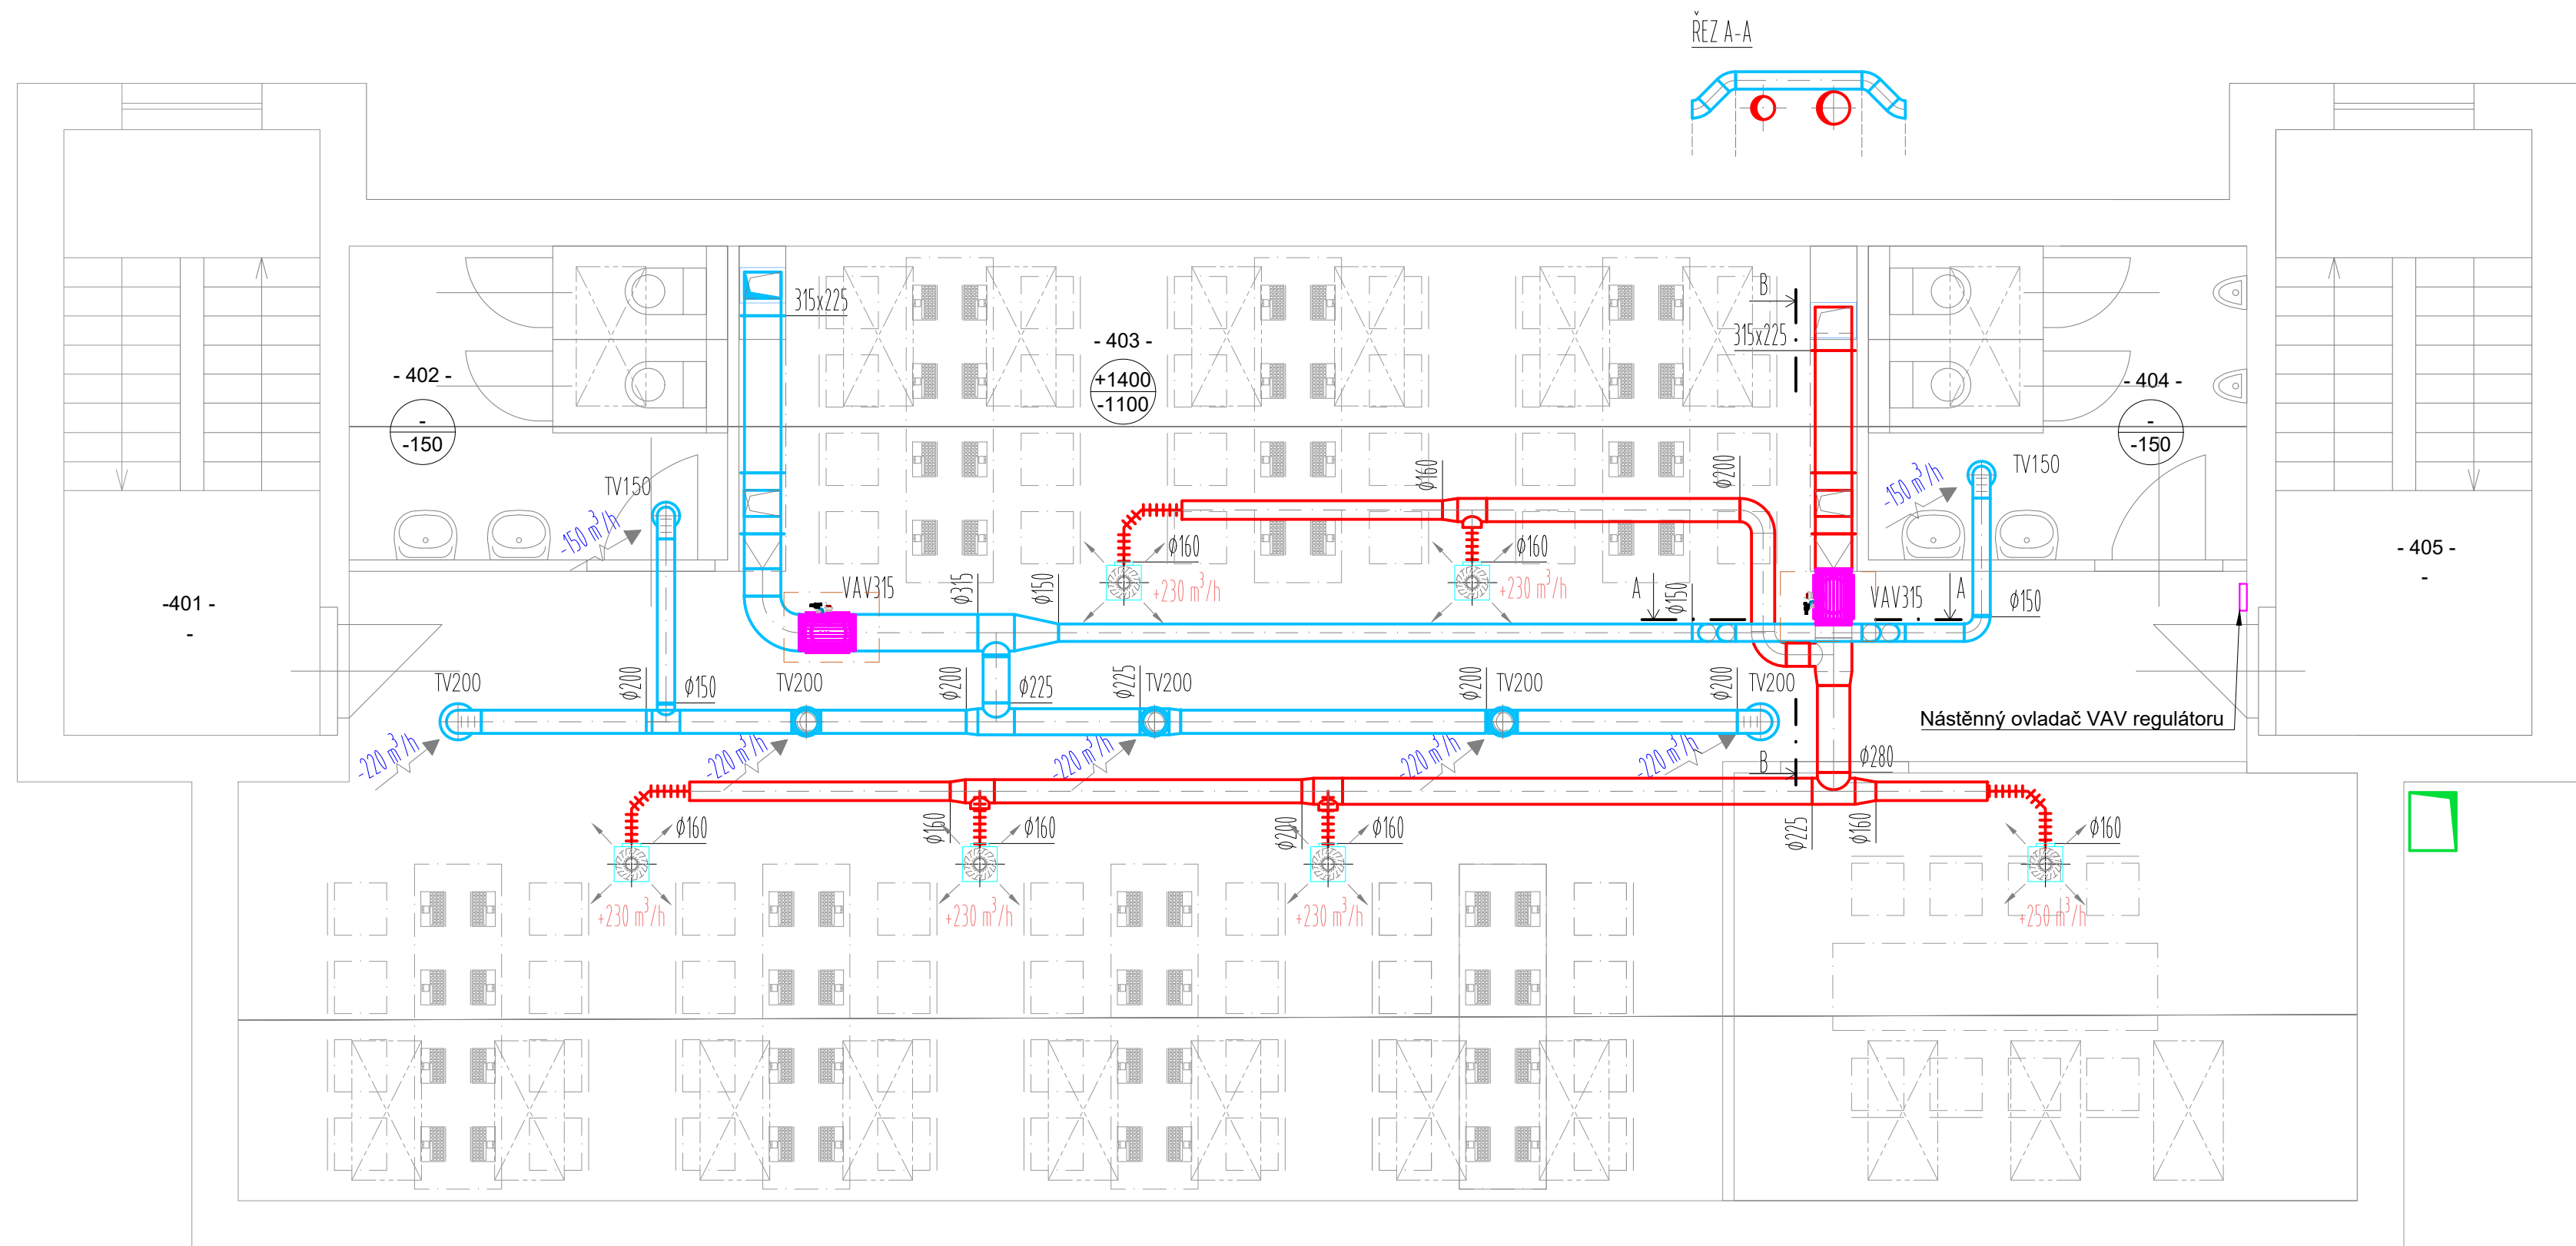 ŘEZ A-A
315x225
- 403 -
+1400
-1100
- 402 -
-
-150
B
315x225
- 404 -
-
-150
TV150
-150 m³/h
ϕ160
ϕ200
-150 m³/h
TV150
ϕ160
+230 m³/h
ϕ160
+230 m³/h
-401 -
-
VAV315
ϕ315
ϕ150
A
ϕ150
VAV315
A
ϕ150
- 405 -
-
TV200
ϕ200
ϕ150
TV200
ϕ200
ϕ225
ϕ225
TV200
ϕ200
TV200
ϕ200
TV200
Nástěnný ovladač VAV regulátoru
-220 m³/h
-220 m³/h
-220 m³/h
-220 m³/h
-220 m³/h
B
ϕ280
ϕ160
ϕ160
ϕ160
ϕ200
ϕ160
ϕ225
ϕ160
ϕ160
+230 m³/h
+230 m³/h
+230 m³/h
+250 m³/h